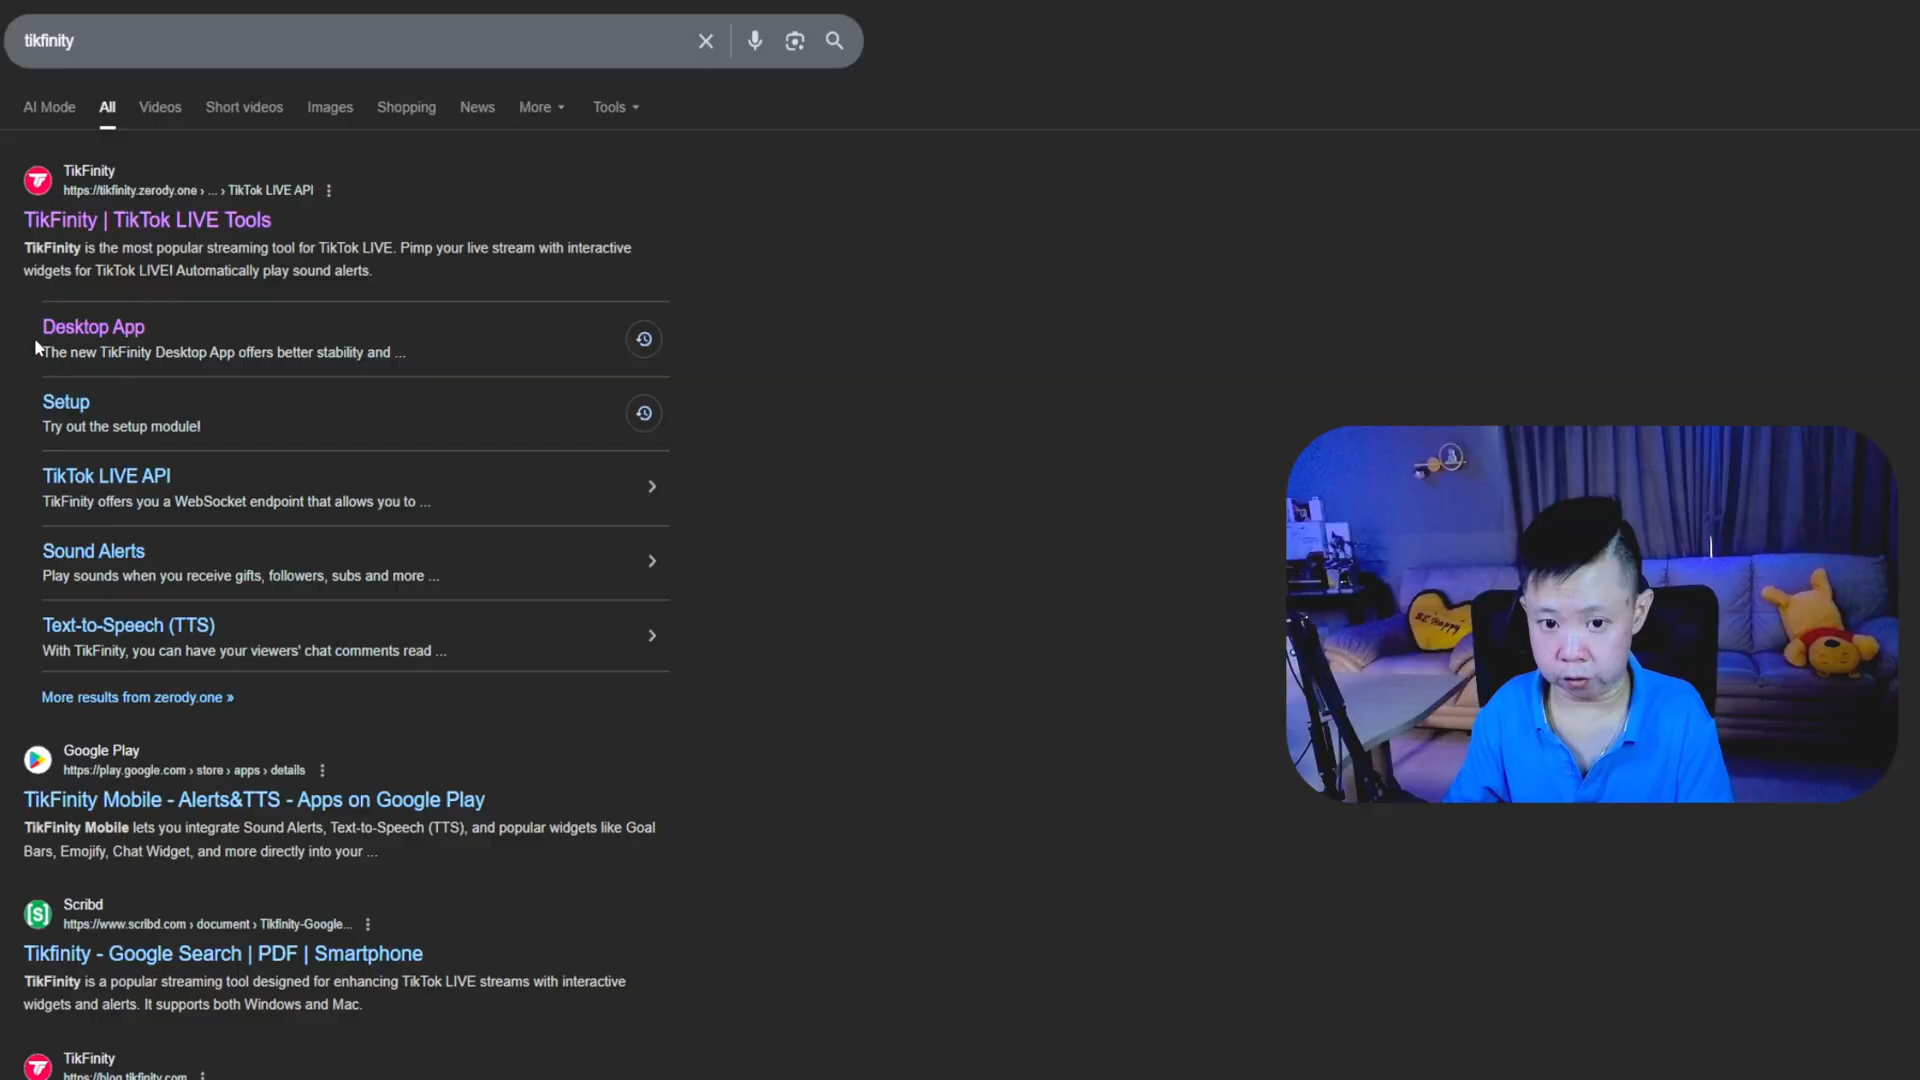 tikfinity
AI Mode All Videos Short videos Images Shopping News More Tools
TikFinity
https://tikfinity.zerody.one › ... › TikTok LIVE API
TikFinity | TikTok LIVE Tools
TikFinity is the most popular streaming tool for TikTok LIVE. Pimp your live stream with interactive
widgets for TikTok LIVE! Automatically play sound alerts.
Desktop App
The new TikFinity Desktop App offers better stability and ...
Setup
Try out the setup module!
TikTok LIVE API
TikFinity offers you a WebSocket endpoint that allows you to ...
Sound Alerts
Play sounds when you receive gifts, followers, subs and more ...
Text-to-Speech (TTS)
With TikFinity, you can have your viewers' chat comments read ...
More results from zerody.one »
Google Play
https://play.google.com › store › apps › details
TikFinity Mobile - Alerts&TTS - Apps on Google Play
TikFinity Mobile lets you integrate Sound Alerts, Text-to-Speech (TTS), and popular widgets like Goal
Bars, Emojify, Chat Widget, and more directly into your ...
Scribd
https://www.scribd.com › document › Tikfinity-Google...
Tikfinity - Google Search | PDF | Smartphone
TikFinity is a popular streaming tool designed for enhancing TikTok LIVE streams with interactive
widgets and alerts. It supports both Windows and Mac.
TikFinity
https://blog.tikfinity.com
BE Happy